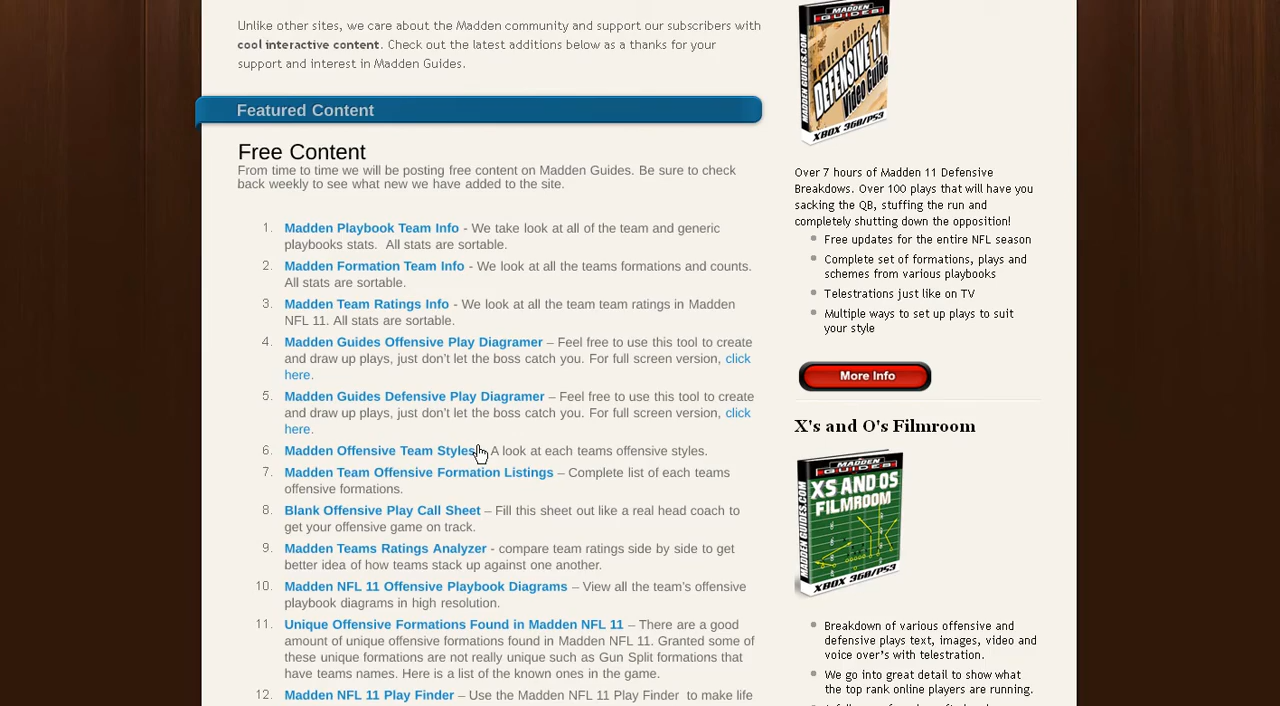 Unlike other sites, we care about the Madden community and support our subscribers with
cool interactive content. Check out the latest additions below as a thanks for your
support and interest in Madden Guides.
Featured Content
Free Content
From time to time we will be posting free content on Madden Guides. Be sure to check
back weekly to see what new we have added to the site.
1. Madden Playbook Team Info - We take look at all of the team and generic
playbooks stats. All stats are sortable.
2. Madden Formation Team Info - We look at all the teams formations and counts.
All stats are sortable.
3. Madden Team Ratings Info - We look at all the team team ratings in Madden
NFL 11. All stats are sortable.
4. Madden Guides Offensive Play Diagramer – Feel free to use this tool to create
and draw up plays, just don't let the boss catch you. For full screen version, click
here.
5. Madden Guides Defensive Play Diagramer – Feel free to use this tool to create
and draw up plays, just don't let the boss catch you. For full screen version, click
here.
6. Madden Offensive Team Styles A look at each teams offensive styles.
7. Madden Team Offensive Formation Listings – Complete list of each teams
offensive formations.
8. Blank Offensive Play Call Sheet – Fill this sheet out like a real head coach to
get your offensive game on track.
9. Madden Teams Ratings Analyzer - compare team ratings side by side to get
better idea of how teams stack up against one another.
10. Madden NFL 11 Offensive Playbook Diagrams – View all the team's offensive
playbook diagrams in high resolution.
11. Unique Offensive Formations Found in Madden NFL 11 – There are a good
amount of unique offensive formations found in Madden NFL 11. Granted some of
these unique formations are not really unique such as Gun Split formations that
have teams names. Here is a list of the known ones in the game.
12. Madden NFL 11 Play Finder – Use the Madden NFL 11 Play Finder to make life
MADDEN
GUIDES
MADDENGUIDES.COM
MADDEN GUIDES
DEFENSIVE 11
Video Guide
XBOX 360/PS3
Over 7 hours of Madden 11 Defensive
Breakdowns. Over 100 plays that will have you
sacking the QB, stuffing the run and
completely shutting down the opposition!
Free updates for the entire NFL season
Complete set of formations, plays and
schemes from various playbooks
Telestrations just like on TV
Multiple ways to set up plays to suit
your style
More Info
X's and O's Filmroom
MADDEN
GUIDES
MADDENGUIDES.COM
XS AND OS
FILMROOM
XBOX 360/PS3
Breakdown of various offensive and
defensive plays text, images, video and
voice over's with telestration.
We go into great detail to show what
the top rank online players are running.